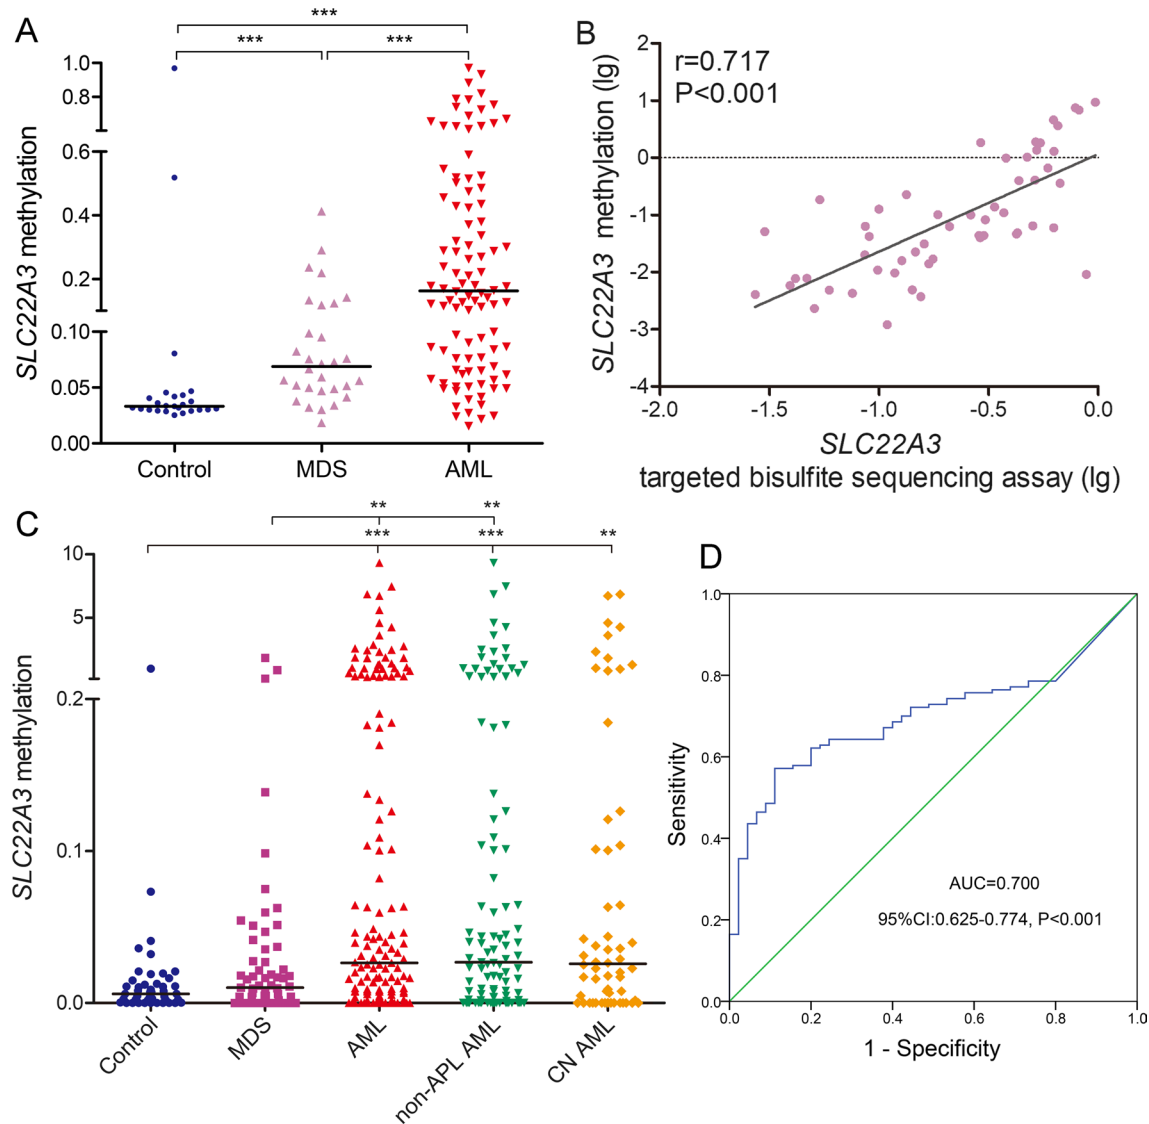 A
***
***
***
1.0
0.8
0.6
0.4
0.2
0.10
0.05
0.00
SLC22A3 methylation
Control
MDS
AML
B
r=0.717
P<0.001
2
1
0
-1
-2
-3
-4
SLC22A3 methylation (lg)
-2.0
-1.5
-1.0
-0.5
0.0
SLC22A3
targeted bisulfite sequencing assay (lg)
C
**
**
***
***
**
10
5
0.2
0.1
0.0
SLC22A3 methylation
Control
MDS
AML
non-APL AML
CN AML
D
1.0
0.8
0.6
0.4
0.2
0.0
Sensitivity
AUC=0.700
95%CI:0.625-0.774, P<0.001
0.0
0.2
0.4
0.6
0.8
1.0
1 - Specificity